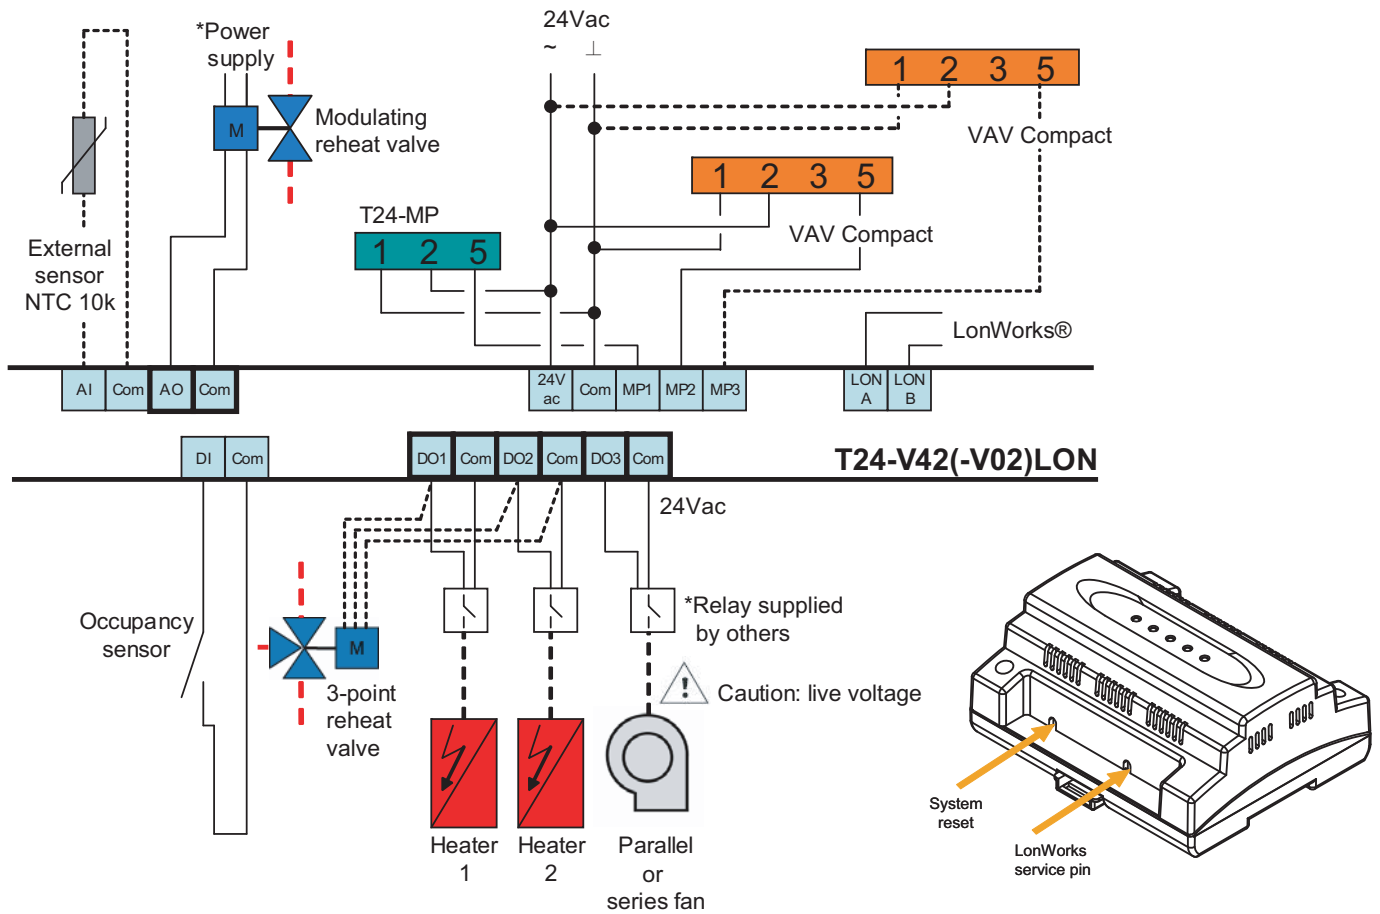 *Power
supply
24Vac
~ ⊥
1 2 3 5
VAV Compact
M
Modulating
reheat valve
1 2 3 5
VAV Compact
T24-MP
1 2 5
External
sensor
NTC 10k
LonWorks®
AI Com AO Com
24V
ac
Com MP1 MP2 MP3
LON
A
LON
B
DI Com
DO1 Com DO2 Com DO3 Com
T24-V42(-V02)LON
24Vac
Occupancy
sensor
M
3-point
reheat
valve
*Relay supplied
by others
!
Caution: live voltage
Heater
1
Heater
2
Parallel
or
series fan
System
reset
LonWorks
service pin